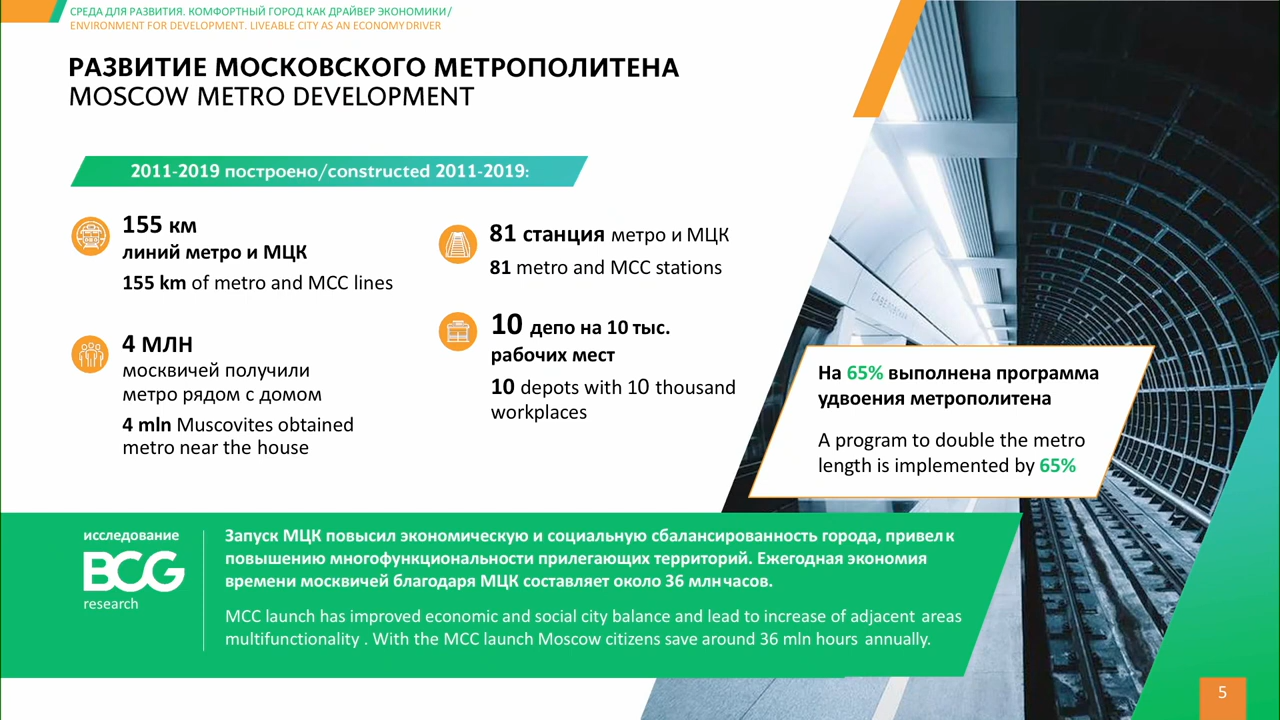 СРЕДА ДЛЯ РАЗВИТИЯ. КОМФОРТНЫЙ ГОРОД КАК ДРАЙВЕР ЭКОНОМИКИ/
ENVIRONMENT FOR DEVELOPMENT. LIVEABLE CITY AS AN ECONOMY DRIVER
РАЗВИТИЕ МОСКОВСКОГО МЕТРОПОЛИТЕНА
MOSCOW METRO DEVELOPMENT
2011-2019 построено/constructed 2011-2019:
155 км
линий метро и МЦК
155 km of metro and MCC lines
4 МЛН
москвичей получили
метро рядом с домом
4 mln Muscovites obtained
metro near the house
81 станция метро и МЦК
81 metro and MCC stations
10 депо на 10 тыс.
рабочих мест
10 depots with 10 thousand
workplaces
САВЕЛОВСКАЯ
На 65% выполнена программа
удвоения метрополитена
A program to double the metro
length is implemented by 65%
исследование
BCG
research
Запуск МЦК повысил экономическую и социальную сбалансированность города, привел к
повышению многофункциональности прилегающих территорий. Ежегодная экономия
времени москвичей благодаря МЦК составляет около 36 млн часов.
MCC launch has improved economic and social city balance and lead to increase of adjacent areas
multifunctionality . With the MCC launch Moscow citizens save around 36 mln hours annually.
5